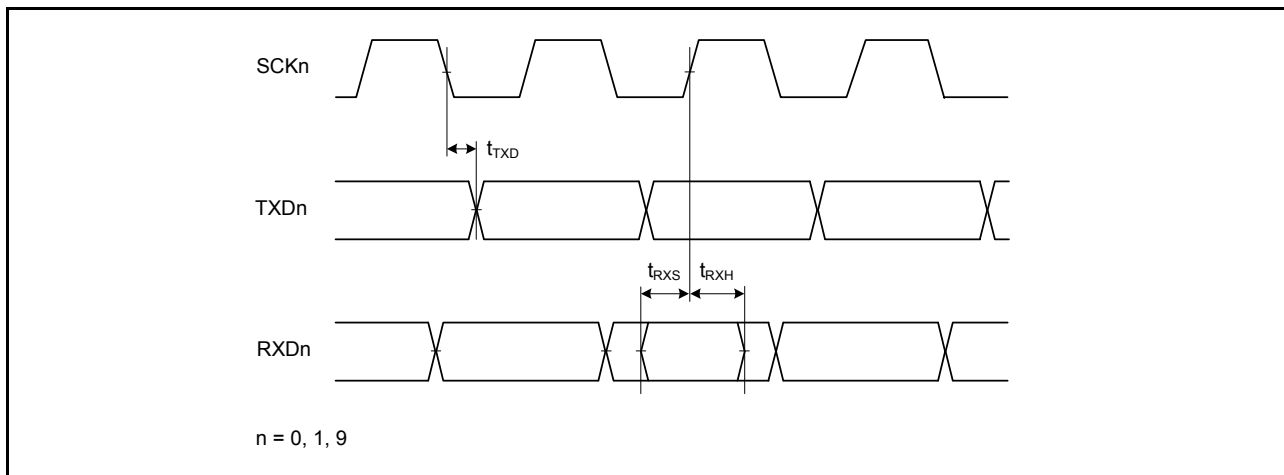 SCKn
tTXD
TXDn
tRXS tRXH
RXDn
n = 0, 1, 9